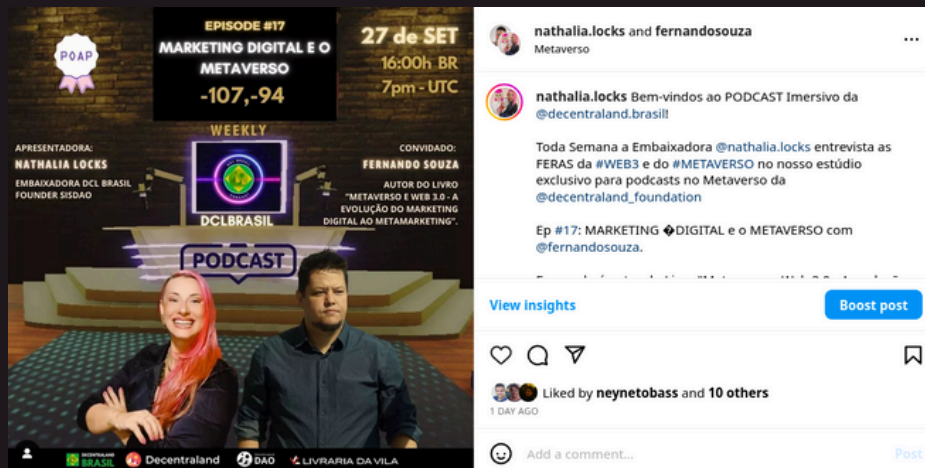 POAP
EPISODE #17
MARKETING DIGITAL E O
METAVERSO
-107,-94
27 de SET
16:00h BR
7pm - UTC
WEEKLY
APRESENTADORA:
NATHALIA LOCKS
EMBAIXADORA DCL BRASIL
FOUNDER SISDAO
CONVIDADO:
FERNANDO SOUZA
AUTOR DO LIVRO
"METAVERSO E WEB 3.0 - A
EVOLUÇÃO DO MARKETING
DIGITAL AO METAMARKETING".
DCLBRASIL
PODCAST
DECENTRALAND
BRASIL
Decentraland
DAO
LIVRARIA DA VILA
nathalia.locks and fernandosouza
Metaverso
nathalia.locks Bem-vindos ao PODCAST Imersivo da
@decentraland.brasil!
Toda Semana a Embaixadora @nathalia.locks entrevista as
FERAS da #WEB3 e do #METAVERSO no nosso estúdio
exclusivo para podcasts no Metaverso da
@decentraland_foundation
Ep #17: MARKETING �DIGITAL e o METAVERSO com
@fernandosouza.
View insights
Boost post
Liked by neynetobass and 10 others
1 DAY AGO
Add a comment...
Post